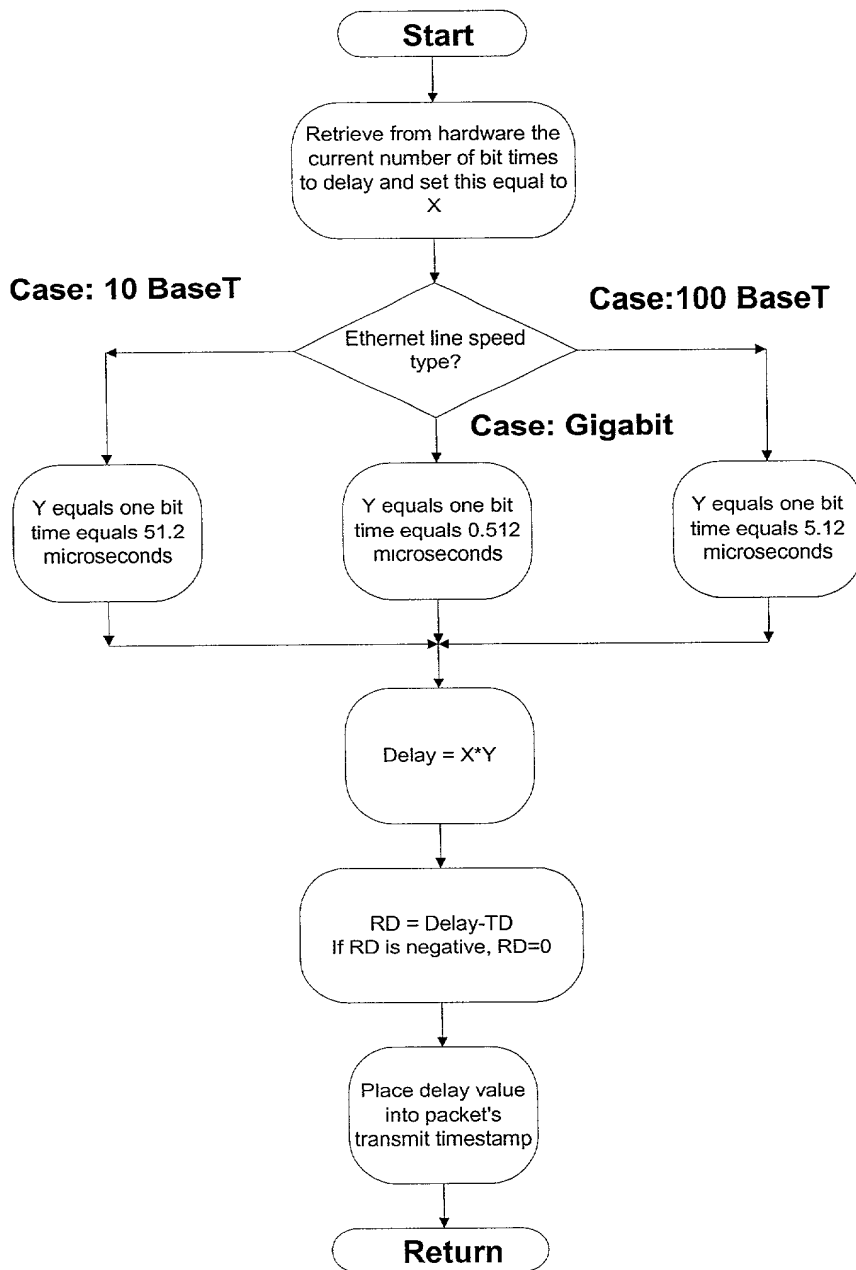 Start
Retrieve from hardware the
current number of bit times
to delay and set this equal to
X
Case: 10 BaseT
Case:100 BaseT
Ethernet line speed
type?
Case: Gigabit
Y equals one bit
time equals 51.2
microseconds
Y equals one bit
time equals 0.512
microseconds
Y equals one bit
time equals 5.12
microseconds
Delay = X*Y
RD = Delay-TD
If RD is negative, RD=0
Place delay value
into packet's
transmit timestamp
Return